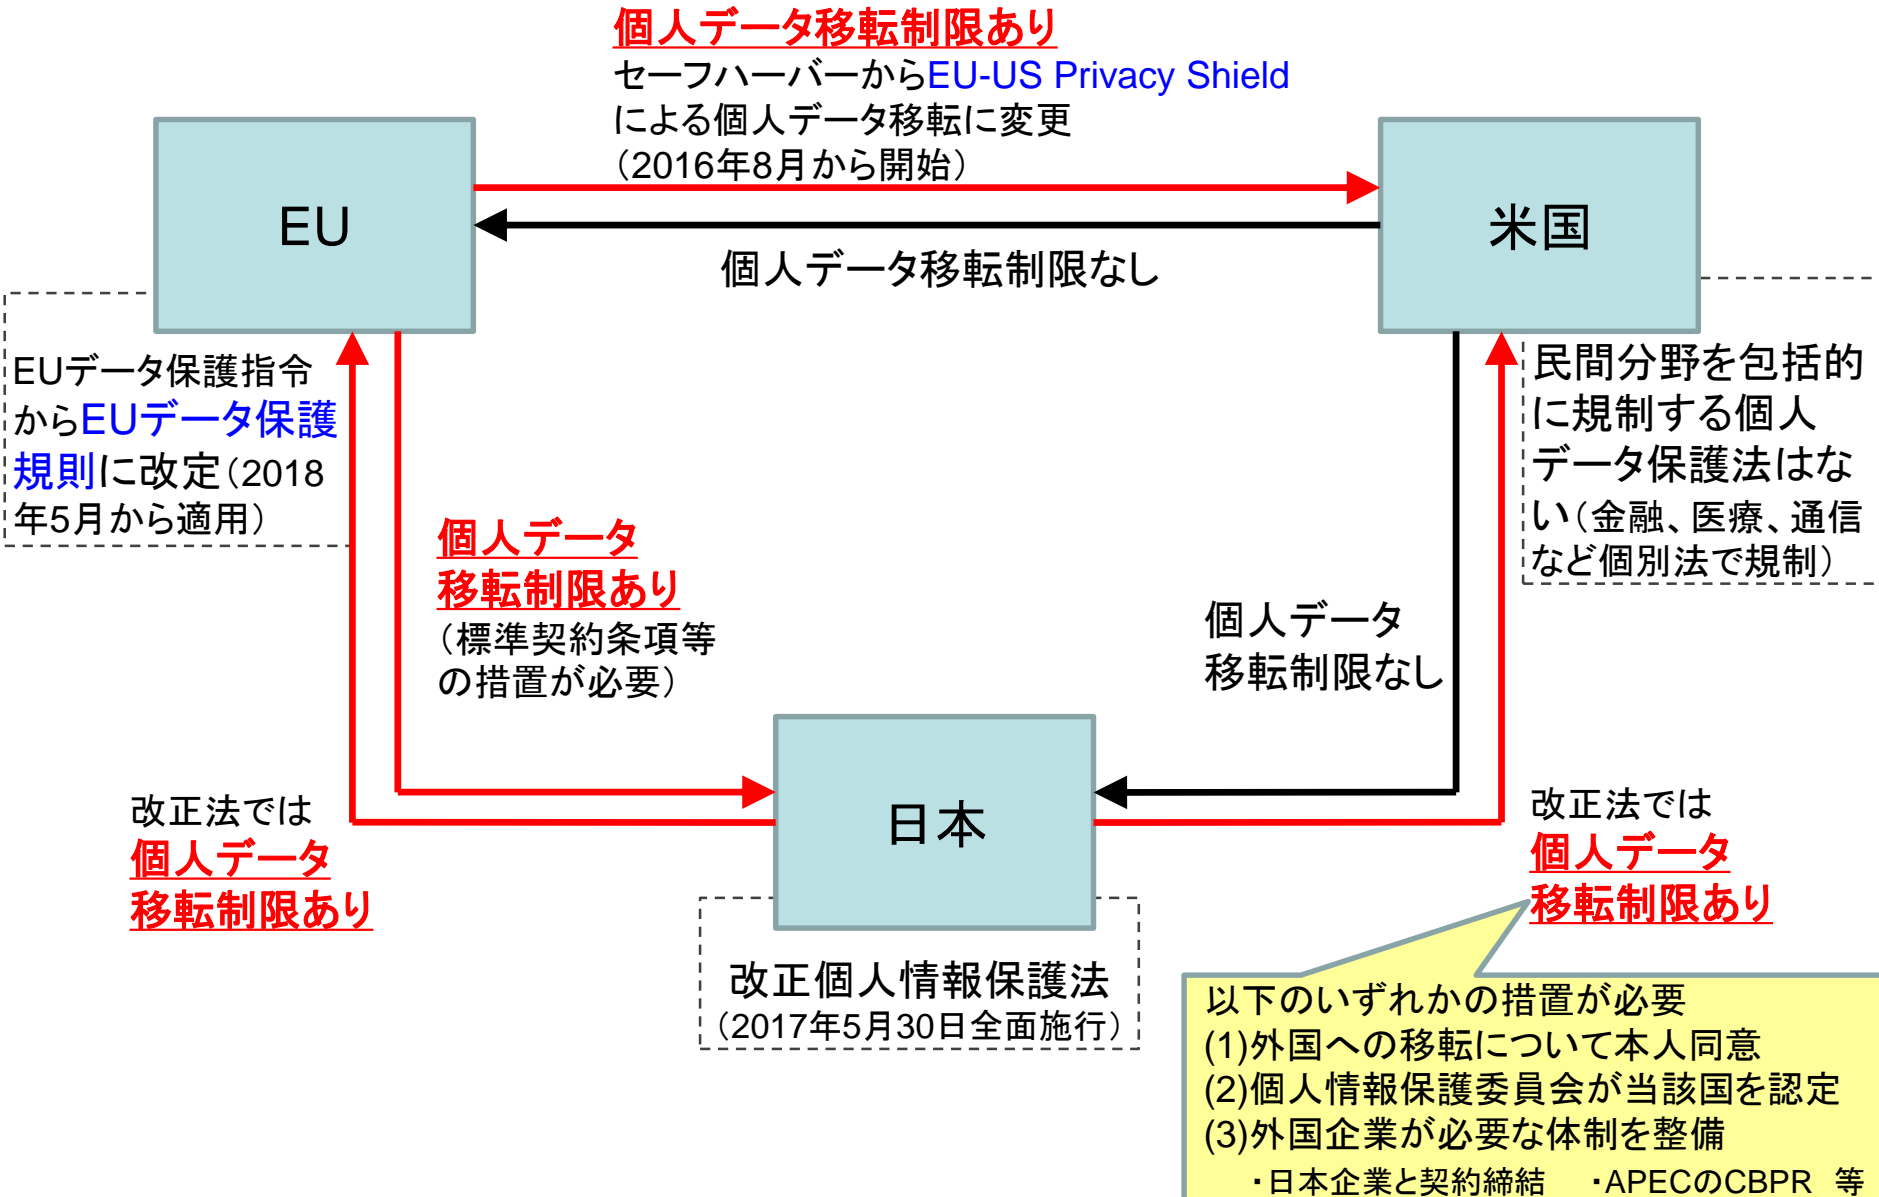 個人データ移転制限あり
セーフハーバーからEU-US Privacy Shield
による個人データ移転に変更
（2016年8月から開始）
EU
米国
個人データ移転制限なし
EUデータ保護指令
からEUデータ保護
規則に改定（2018
年5月から適用）
民間分野を包括的
に規制する個人
データ保護法はな
い（金融、医療、通信
など個別法で規制）
個人データ
移転制限あり
（標準契約条項等
の措置が必要）
個人データ
移転制限なし
改正法では
個人データ
移転制限あり
日本
改正法では
個人データ
移転制限あり
改正個人情報保護法
（2017年5月30日全面施行）
以下のいずれかの措置が必要
(1)外国への移転について本人同意
(2)個人情報保護委員会が当該国を認定
(3)外国企業が必要な体制を整備
・日本企業と契約締結　・APECのCBPR　等